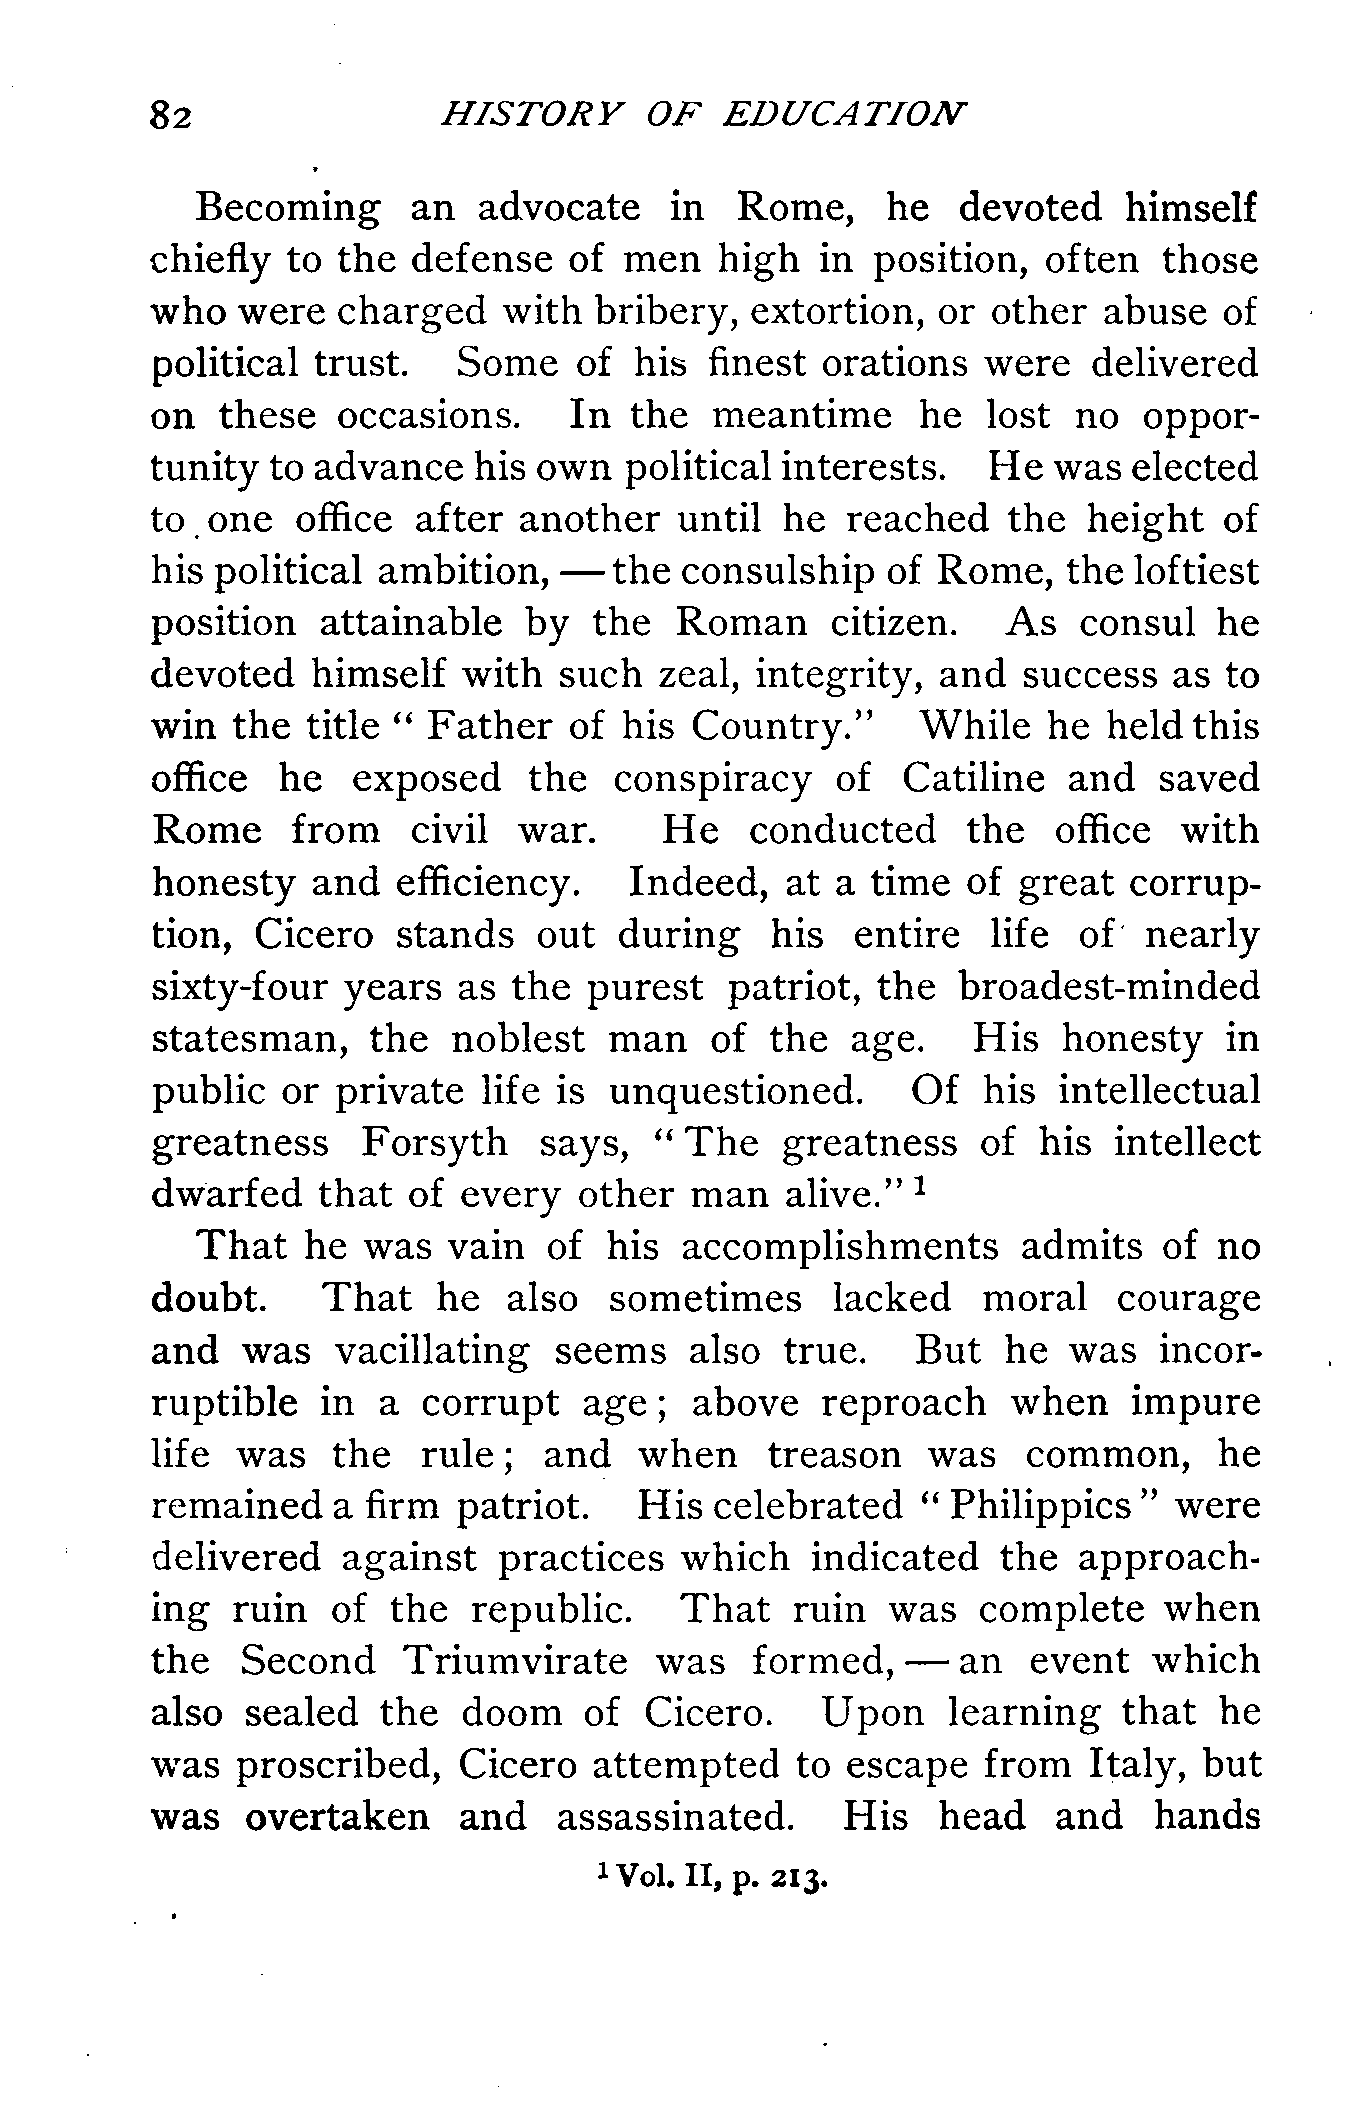 82 HISTORY OF EDUCATION
Becoming an advocate in Rome, he devoted himself
chiefly to the defense of men high in position, often those
who were charged with bribery, extortion, or other abuse of
political trust. Some of his finest orations were delivered
on these occasions. In the meantime he lost no oppor-
tunity to advance his own political interests. He was elected
to one office after another until he reached the height of
his political ambition, — the consulship of Rome, the loftiest
position attainable by the Roman citizen. As consul he
devoted himself with such zeal, integrity, and success as to
win the title “ Father of his Country.” While he held this
office he exposed the conspiracy of Catiline and saved
Rome from civil war. He conducted the office with
honesty and efficiency. Indeed, at a time of great corrup-
tion, Cicero stands out during his entire life of nearly
sixty-four years as the purest patriot, the broadest-minded
statesman, the noblest man of the age. His honesty in
public or private life is unquestioned. Of his intellectual
greatness Forsyth says, “ The greatness of his intellect
dwarfed that of every other man alive.” 1
That he was vain of his accomplishments admits of no
doubt. That he also sometimes lacked moral courage
and was vacillating seems also true. But he was incor-
ruptible in a corrupt age ; above reproach when impure
life was the rule ; and when treason was common, he
remained a firm patriot. His celebrated “ Philippics ” were
delivered against practices which indicated the approach-
ing ruin of the republic. That ruin was complete when
the Second Triumvirate was formed, — an event which
also sealed the doom of Cicero. Upon learning that he
was proscribed, Cicero attempted to escape from Italy, but
was overtaken and assassinated. His head and hands
1 Vol. II, p. 213.